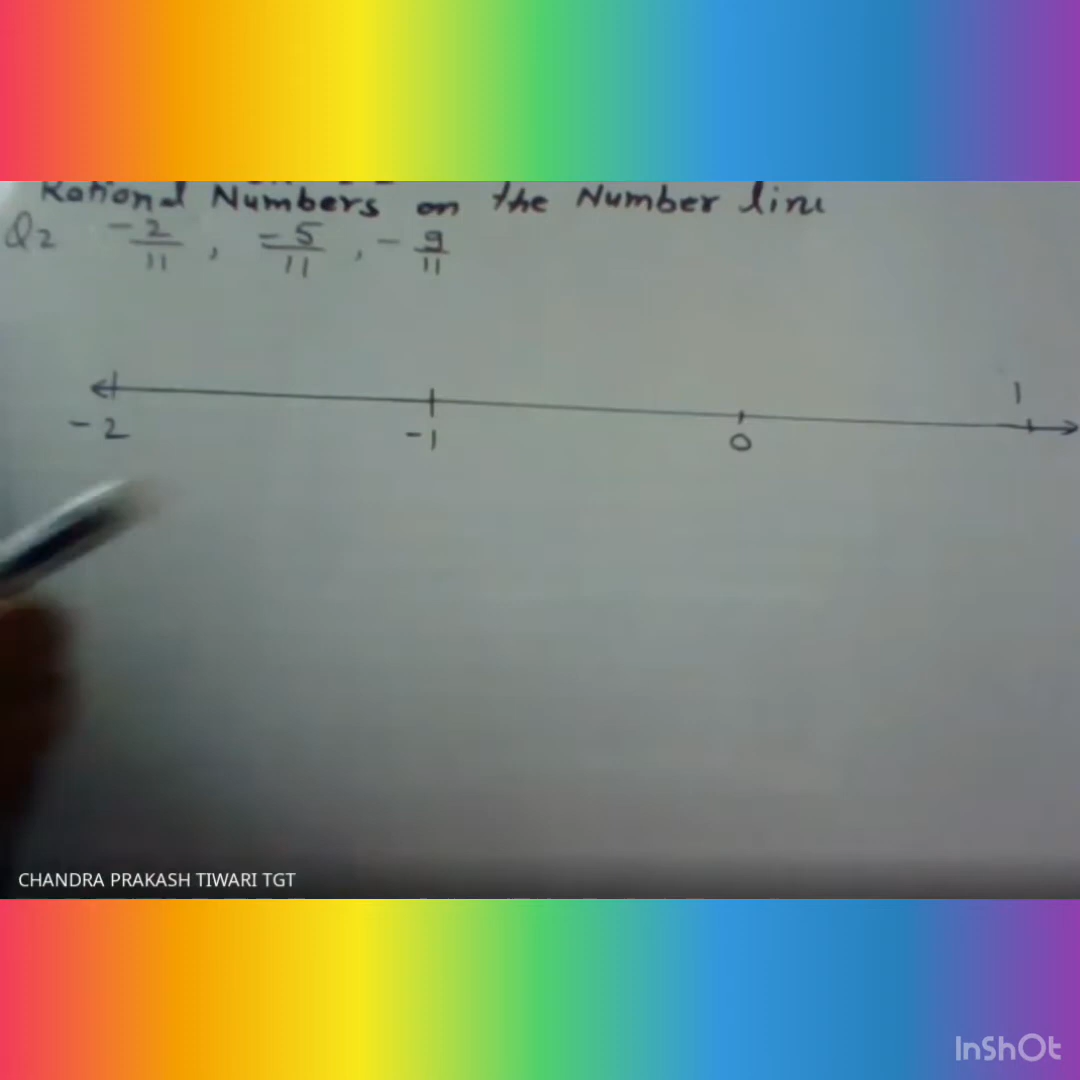 Rational Numbers on the Number line
Q2 -2/11, -5/11, -9/11
1
-2 -1 0
CHANDRA PRAKASH TIWARI TGT
InShOt